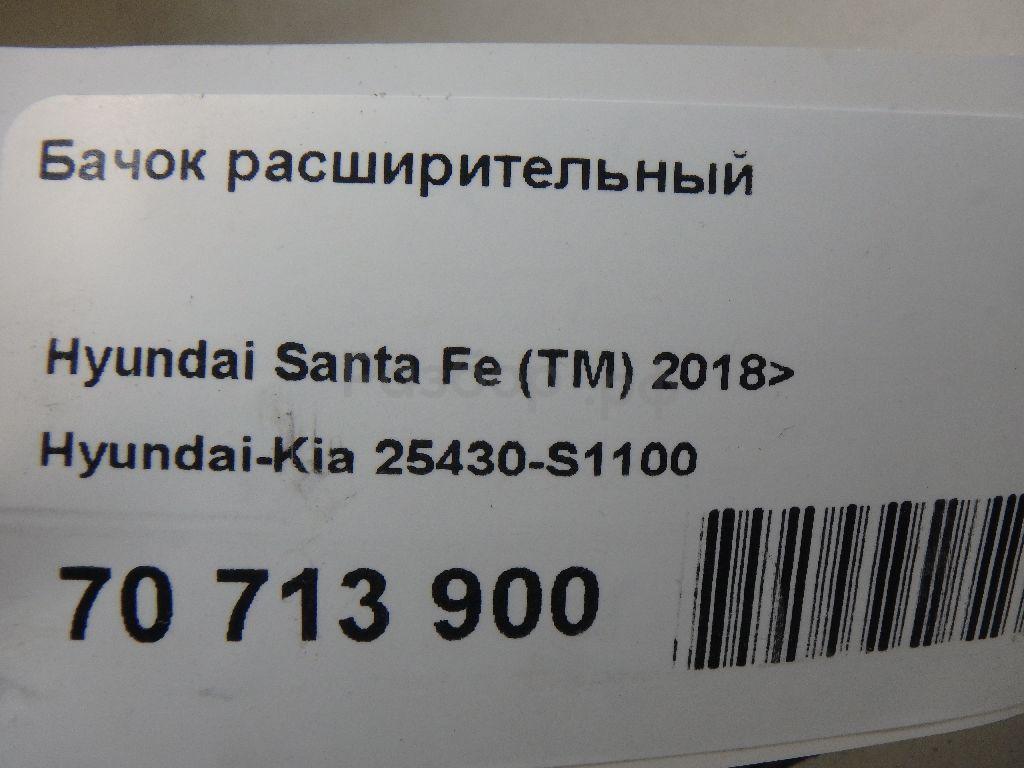 Бачок расширительный
Hyundai Santa Fe (TM) 2018>
Hyundai-Kia 25430-S1100
70 713 900